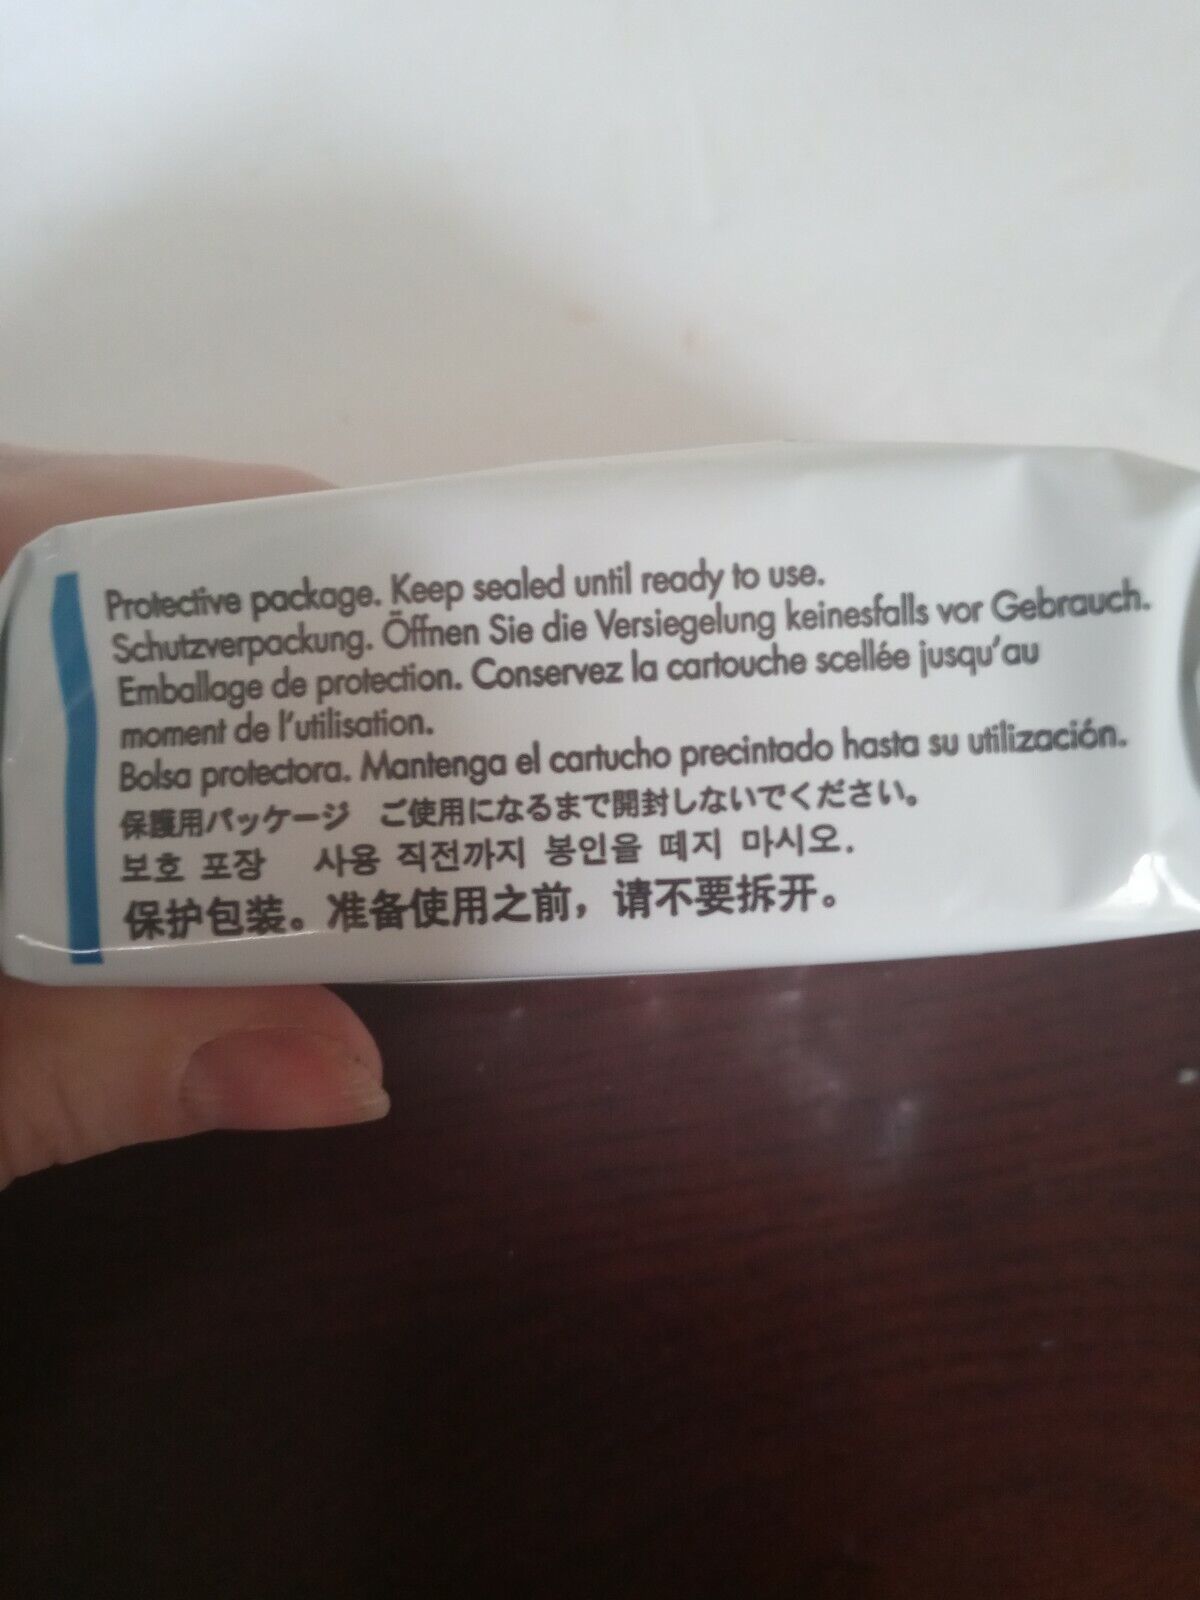 Protective package. Keep sealed until ready to use.
Schutzverpackung. Öffnen Sie die Versiegelung keinesfalls vor Gebrauch.
Emballage de protection. Conservez la cartouche scellée jusqu'au
moment de l'utilisation.
Bolsa protectora. Mantenga el cartucho precintado hasta su utilización.
保護用パッケージ ご使用になるまで開封しないでください。
보호 포장 사용 직전까지 봉인을 떼지 마시오.
保护包装。准备使用之前，请不要拆开。